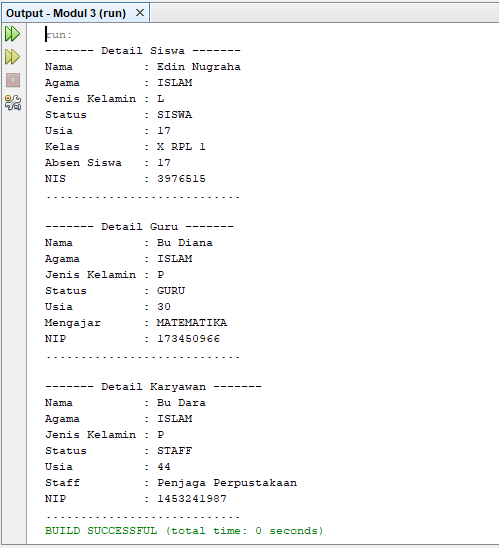 Output - Modul 3 (run)
run:
------- Detail Siswa -------
Nama          : Edin Nugraha
Agama         : ISLAM
Jenis Kelamin : L
Status        : SISWA
Usia          : 17
Kelas         : X RPL 1
Absen Siswa   : 17
NIS           : 3976515
............................
------- Detail Guru -------
Nama          : Bu Diana
Agama         : ISLAM
Jenis Kelamin : P
Status        : GURU
Usia          : 30
Mengajar      : MATEMATIKA
NIP           : 173450966
............................
------- Detail Karyawan -------
Nama          : Bu Dara
Agama         : ISLAM
Jenis Kelamin : P
Status        : STAFF
Usia          : 44
Staff         : Penjaga Perpustakaan
NIP           : 1453241987
............................
BUILD SUCCESSFUL (total time: 0 seconds)